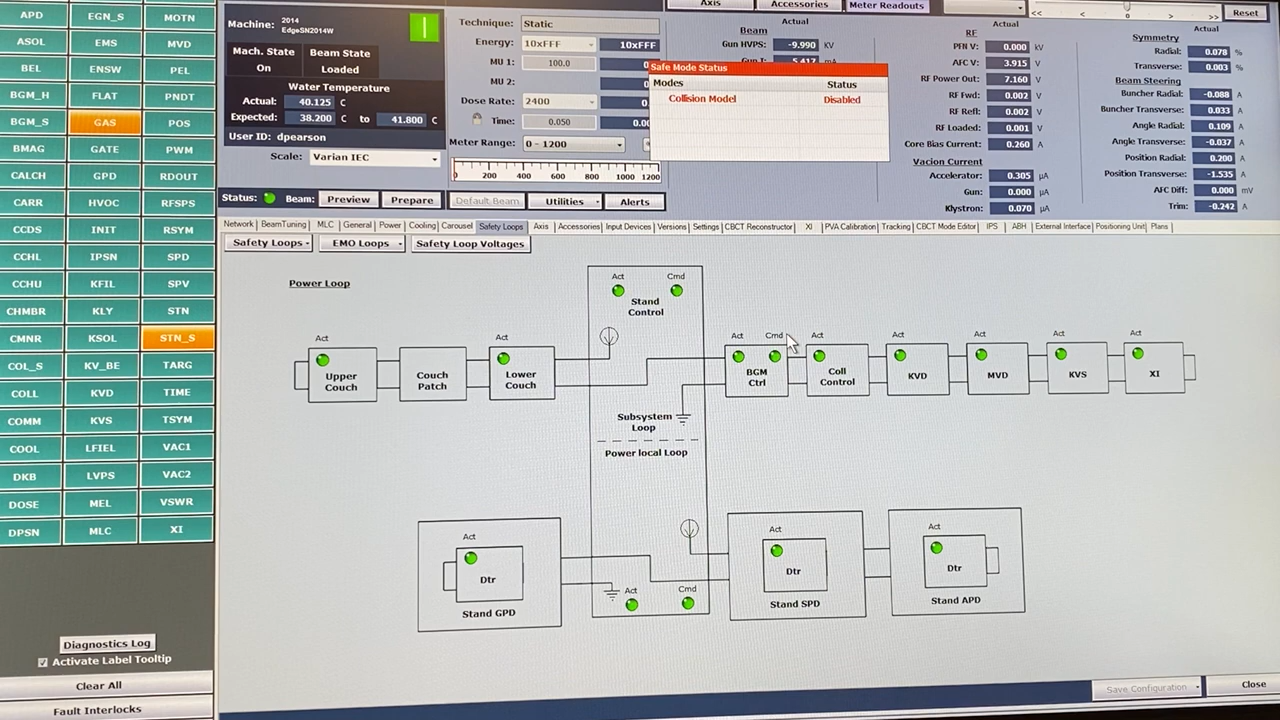 APD EGN_S MOTN
ASOL EMS MVD
BEL ENSW PEL
BGM_H FLAT PNDT
BGM_S GAS POS
BMAG GATE PWM
CALCH GPD RDOUT
CARR HVOC RFSPS
CCDS INIT RSYM
CCHL IPSN SPD
CCHU KFIL SPV
CHMBR KLY STN
CMNR KSOL STN_S
COL_S KV_BE TARG
COLL KVD TIME
COMM KVS TSYM
COOL LFIEL VAC1
DKB LVPS VAC2
DOSE MEL VSWR
DPSN MLC XI
Diagnostics Log
Activate Label Tooltip
Clear All
Fault Interlocks
Machine: 2014
EdgeSN2014W
Mach. State Beam State
On Loaded
Water Temperature
Actual: 40.125 C
Expected: 38.200 C to 41.800 C
User ID: dpearson
Scale: Varian IEC
Status: Beam: Preview Prepare
Technique: Static
Energy: 10xFFF 10xFFF
MU 1: 100.0
MU 2:
Dose Rate: 2400
Time: 0.050
Meter Range: 0 - 1200
0 200 400 600 800 1000 1200
Default Beam Utilities Alerts
Axis Accessories Meter Readouts
Actual
Beam
Gun HVPS: -9.990 KV
Gun I: 5.417 mA
Safe Mode Status
Modes Status
Collision Model Disabled
Actual
RF
PFN V: 0.000 kV
AFC V: 3.915 V
RF Power Out: 7.160 V
RF Fwd: 0.002 V
RF Refl: 0.002 V
RF Loaded: 0.001 V
Core Bias Current: 0.260 A
Vacion Current
Accelerator: 0.305 µA
Gun: 0.000 µA
Klystron: 0.070 µA
<< < 0 > >> Reset
Actual
Symmetry
Radial: 0.078 %
Transverse: 0.003 %
Beam Steering
Buncher Radial: -0.088 A
Buncher Transverse: 0.033 A
Angle Radial: 0.109 A
Angle Transverse: -0.037 A
Position Radial: 0.200 A
Position Transverse: -1.535 A
AFC Diff: 0.000 mV
Trim: -0.242 A
Network BeamTuning MLC General Power Cooling Carousel Safety Loops Axis Accessories Input Devices Versions Settings CBCT Reconstructor XI PVA Calibration Tracking CBCT Mode Editor IPS ABH External Interface Positioning Unit Plans
Safety Loops EMO Loops Safety Loop Voltages
Power Loop
Act Cmd
Stand
Control
Act Act Act Cmd Act Act Act Act Act
Upper
Couch
Couch
Patch
Lower
Couch
BGM
Ctrl
Coll
Control
KVD
MVD
KVS
XI
Subsystem
Loop
Power local Loop
Act
Dtr
Stand GPD
Act Cmd
Act
Dtr
Stand SPD
Act
Dtr
Stand APD
Save Configuration Close